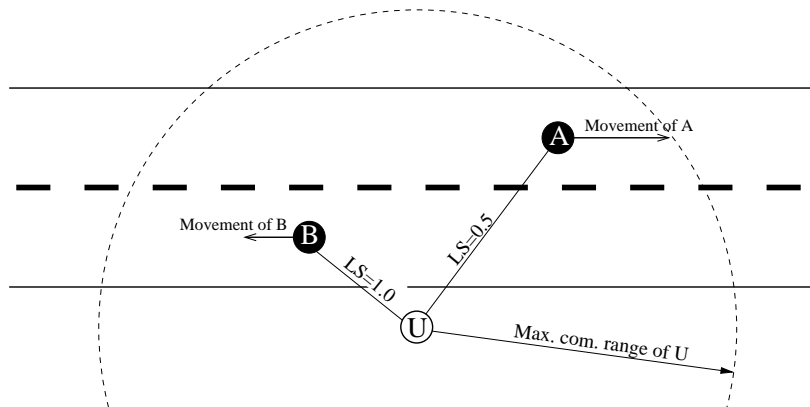 Movement of A
A
Movement of B
B
LS=0.5
LS=1.0
U
Max. com. range of U